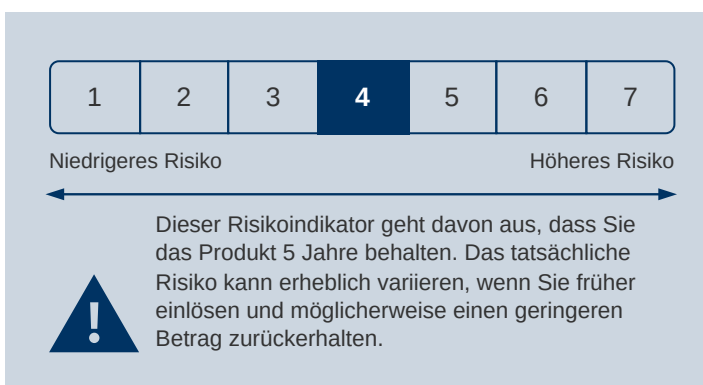 1 2 3 4 5 6 7
Niedrigeres Risiko Höheres Risiko
Dieser Risikoindikator geht davon aus, dass Sie
das Produkt 5 Jahre behalten. Das tatsächliche
Risiko kann erheblich variieren, wenn Sie früher
einlösen und möglicherweise einen geringeren
Betrag zurückerhalten.
!